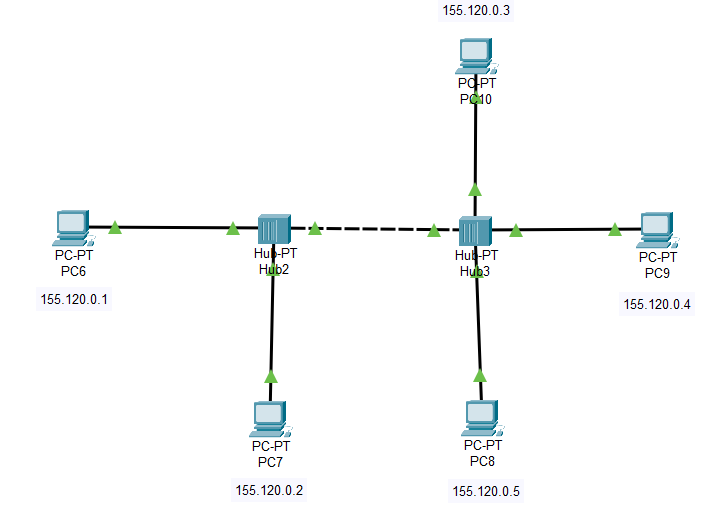 155.120.0.3
PC-PT
PC10
Hub-PT
Hub2
Hub-PT
Hub3
PC-PT
PC6
PC-PT
PC9
155.120.0.1
155.120.0.4
PC-PT
PC7
PC-PT
PC8
155.120.0.2
155.120.0.5